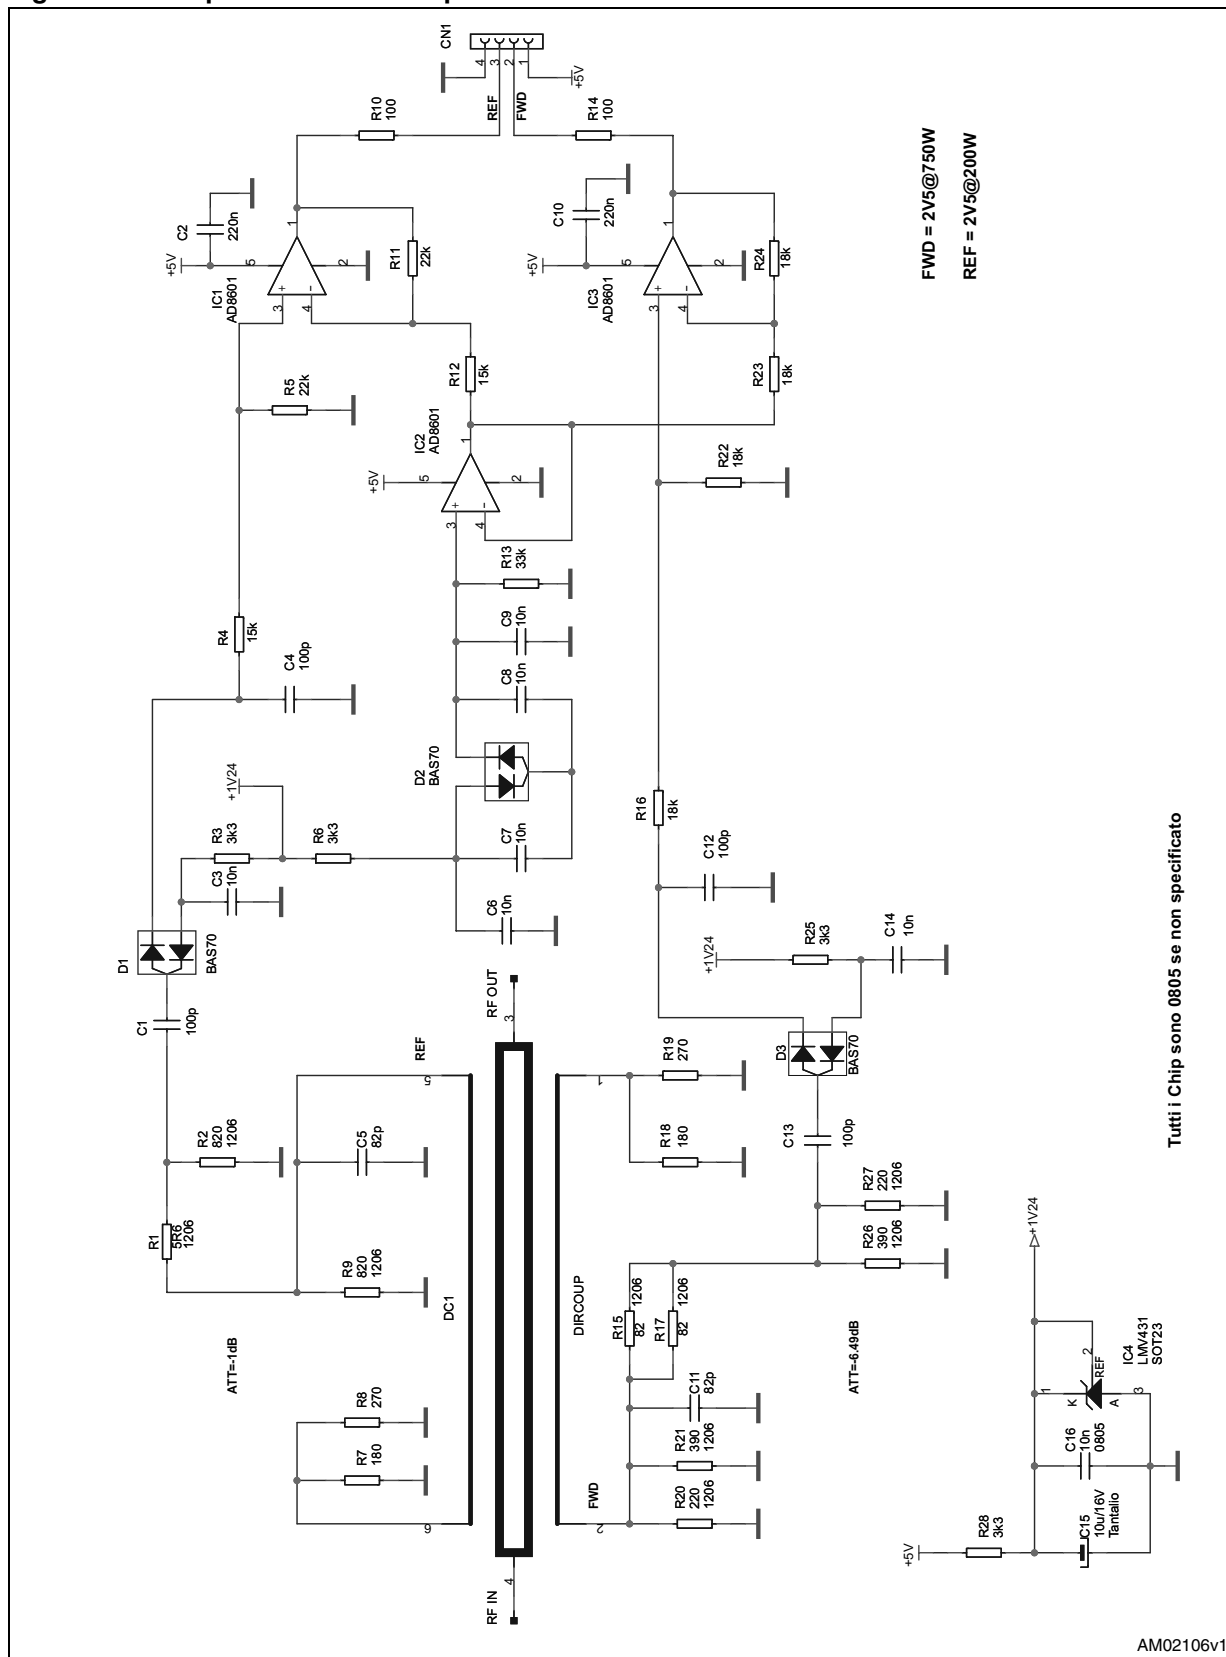 CN1
4
3
2
1
+5V
REF
FWD
R10
100
R14
100
FWD = 2V5@750W
REF = 2V5@200W
C2
220n
+5V
5
1
2
IC1
AD8601
3
4
+
-
R11
22k
C10
220n
+5V
5
1
2
IC3
AD8601
3
4
+
-
R24
18k
R5
22k
R12
15k
R23
18k
IC2
AD8601
1
+5V
5
2
3
4
+
-
R22
18k
R13
33k
R4
15k
C9
10n
C4
100p
C8
10n
D2
BAS70
+1V24
R3
3k3
R6
3k3
C7
10n
R16
18k
C12
100p
C3
10n
C6
10n
R25
3k3
C14
10n
+1V24
D1
BAS70
D3
BAS70
C1
100p
RF OUT
3
REF
5
1
R19
270
R2
820
1206
C5
82p
R18
180
C13
100p
R1
5R6
1206
R9
820
1206
R27
220
1206
R26
390
1206
DC1
DIRCOUP
R15
82
1206
R17
82
1206
ATT=-1dB
ATT=-6.49dB
R8
270
R7
180
C11
82p
R21
390
1206
R20
220
1206
FWD
6
2
RF IN
4
Tutti i Chip sono 0805 se non specificato
+1V24
IC4
LMV431
SOT23
1
2
3
K
A
REF
C16
10n
0805
C15
10u/16V
Tantalio
R28
3k3
+5V
AM02106v1